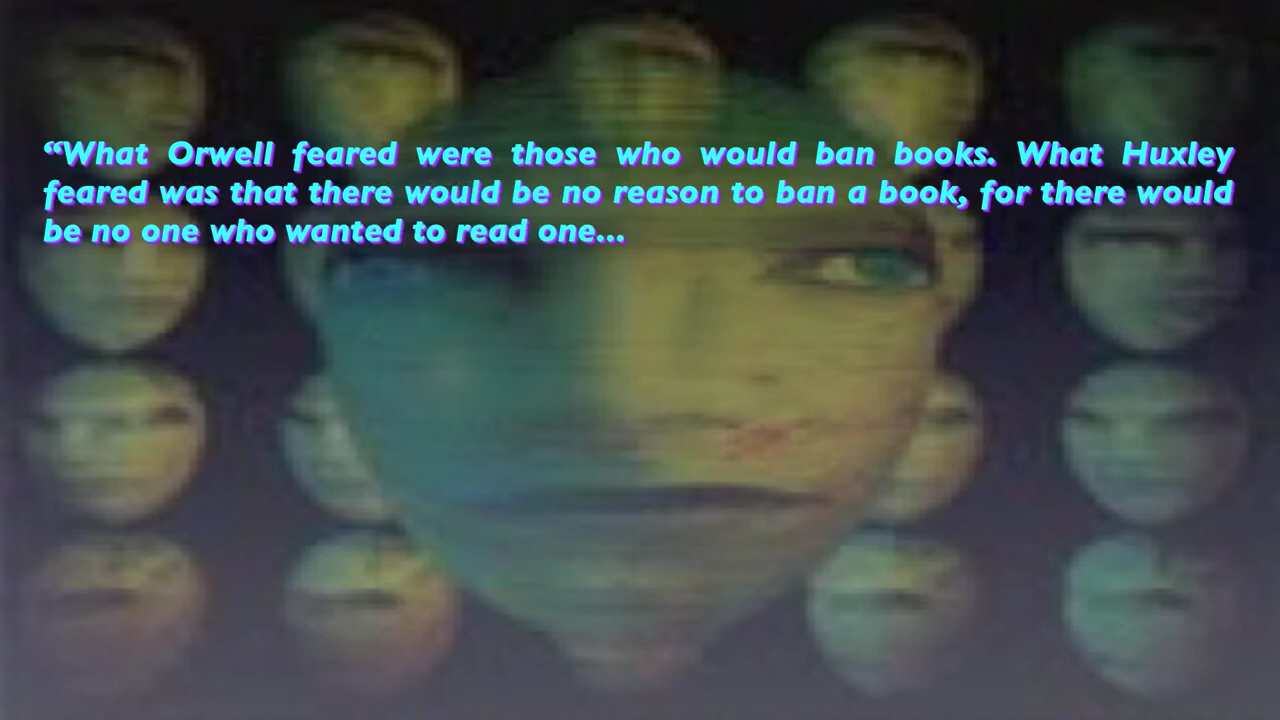 “What Orwell feared were those who would ban books. What Huxley
feared was that there would be no reason to ban a book, for there would
be no one who wanted to read one...